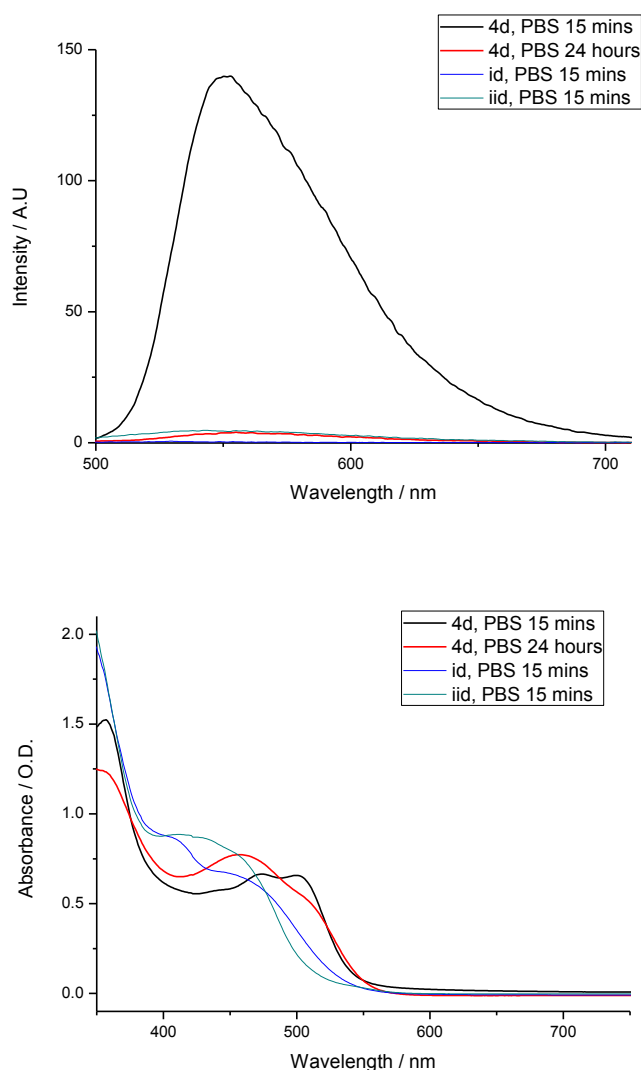 4d, PBS 15 mins
4d, PBS 24 hours
id, PBS 15 mins
iid, PBS 15 mins
150
100
50
0
Intensity / A.U
500
600
700
Wavelength / nm
4d, PBS 15 mins
4d, PBS 24 hours
id, PBS 15 mins
iid, PBS 15 mins
2.0
1.5
1.0
0.5
0.0
Absorbance / O.D.
400
500
600
700
Wavelength / nm